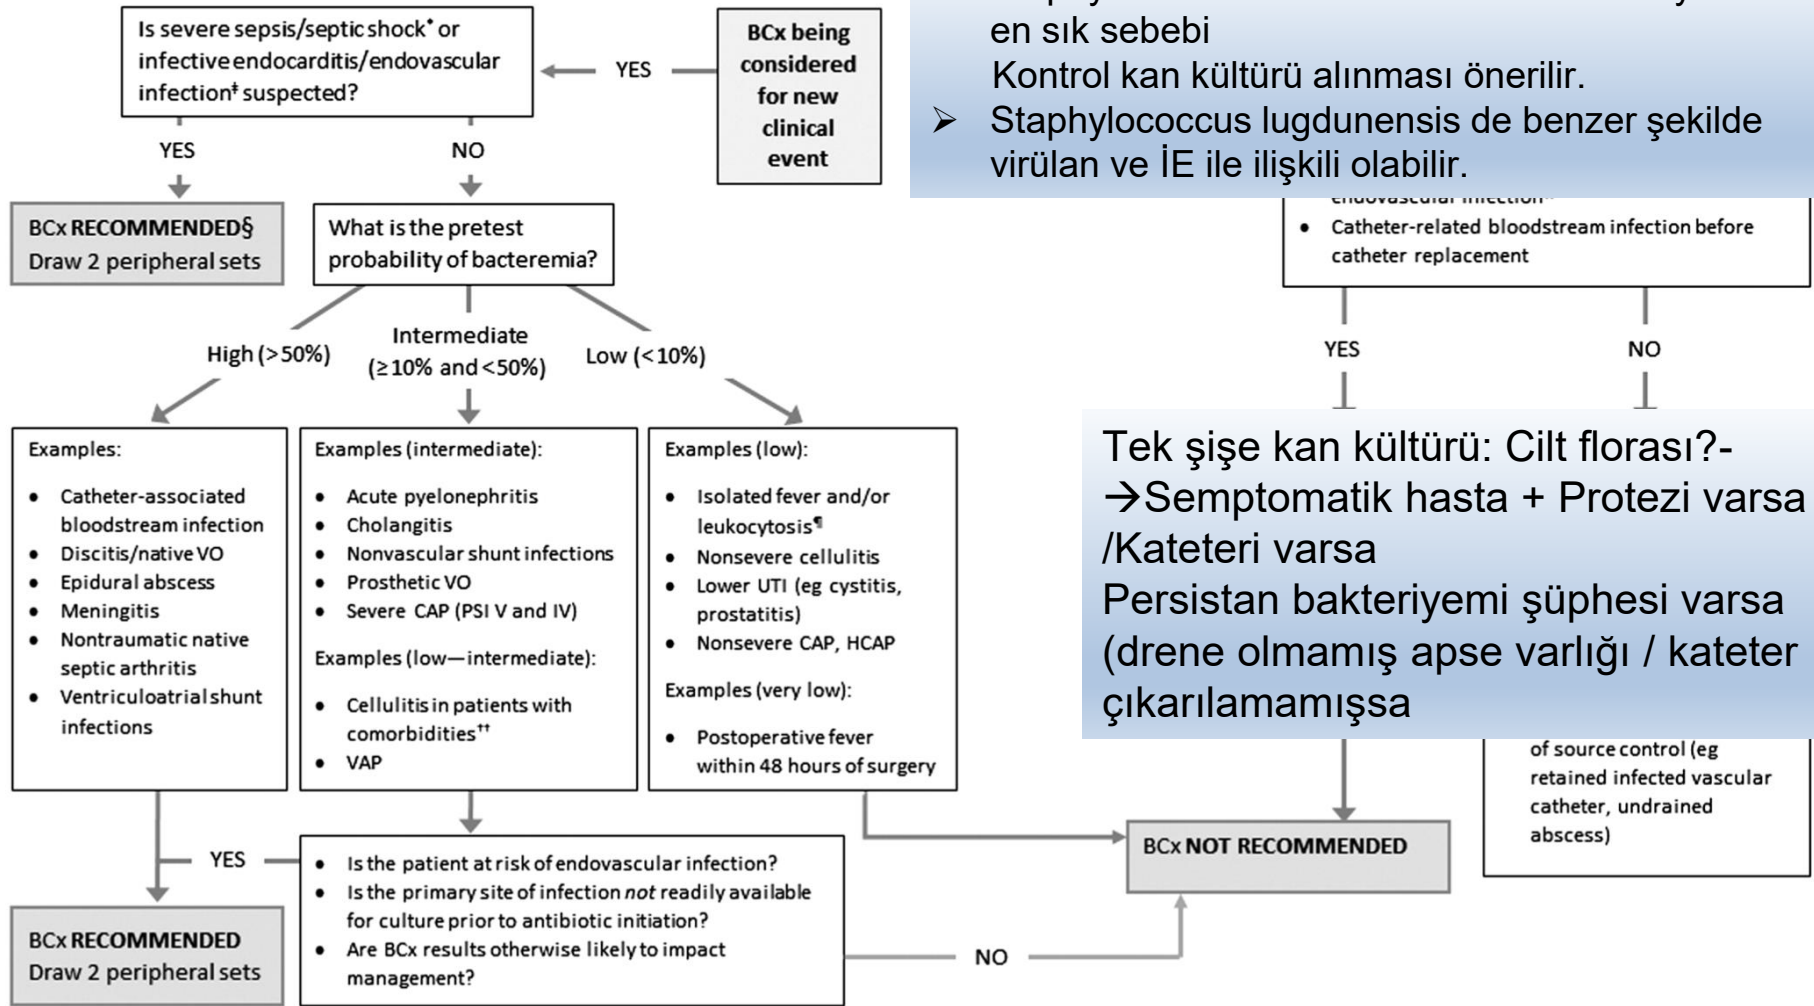 Is severe sepsis/septic shock* or
infective endocarditis/endovascular
infection‡ suspected?
YES
BCx being
considered
for new
clinical
event
YES
NO
BCx RECOMMENDED§
Draw 2 peripheral sets
What is the pretest
probability of bacteremia?
High (>50%)
Intermediate
(≥10% and <50%)
Low (<10%)
Examples:
• Catheter-associated
bloodstream infection
• Discitis/native VO
• Epidural abscess
• Meningitis
• Nontraumatic native
septic arthritis
• Ventriculoatrial shunt
infections
Examples (intermediate):
• Acute pyelonephritis
• Cholangitis
• Nonvascular shunt infections
• Prosthetic VO
• Severe CAP (PSI V and IV)
Examples (low—intermediate):
• Cellulitis in patients with
comorbidities††
• VAP
Examples (low):
• Isolated fever and/or
leukocytosis¶
• Nonsevere cellulitis
• Lower UTI (eg cystitis,
prostatitis)
• Nonsevere CAP, HCAP
Examples (very low):
• Postoperative fever
within 48 hours of surgery
YES
• Is the patient at risk of endovascular infection?
• Is the primary site of infection not readily available
for culture prior to antibiotic initiation?
• Are BCx results otherwise likely to impact
management?
BCx RECOMMENDED
Draw 2 peripheral sets
NO
BCx NOT RECOMMENDED
en sık sebebi
Kontrol kan kültürü alınması önerilir.
➢ Staphylococcus lugdunensis de benzer şekilde
virülan ve İE ile ilişkili olabilir.
endovascular infection
• Catheter-related bloodstream infection before
catheter replacement
YES
NO
Tek şişe kan kültürü: Cilt florası?-
→Semptomatik hasta + Protezi varsa
/Kateteri varsa
Persistan bakteriyemi şüphesi varsa
(drene olmamış apse varlığı / kateter
çıkarılamamışsa
of source control (eg
retained infected vascular
catheter, undrained
abscess)